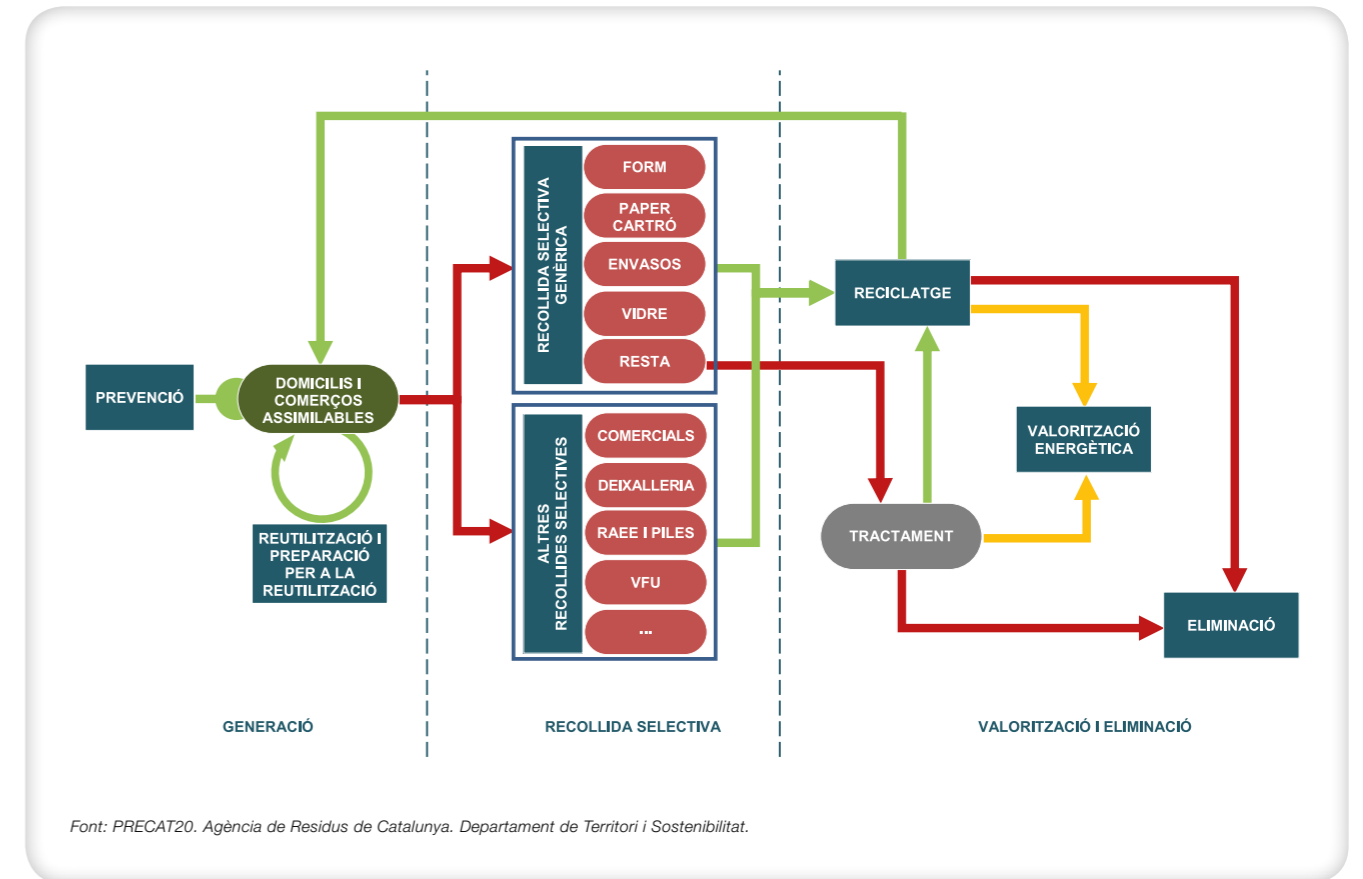 PREVENCIÓ
DOMICILIS I
COMERÇOS
ASSIMILABLES
REUTILITZACIÓ I
PREPARACIÓ
PER A LA
REUTILITZACIÓ
RECOLLIDA SELECTIVA
GENÈRICA
FORM
PAPER
CARTRÓ
ENVASOS
VIDRE
RESTA
ALTRES
RECOLLIDES SELECTIVES
COMERCIALS
DEIXALLERIA
RAEE I PILES
VFU
...
RECICLATGE
VALORITZACIÓ
ENERGÈTICA
TRACTAMENT
ELIMINACIÓ
GENERACIÓ
RECOLLIDA SELECTIVA
VALORITZACIÓ I ELIMINACIÓ
Font: PRECAT20. Agència de Residus de Catalunya. Departament de Territori i Sostenibilitat.